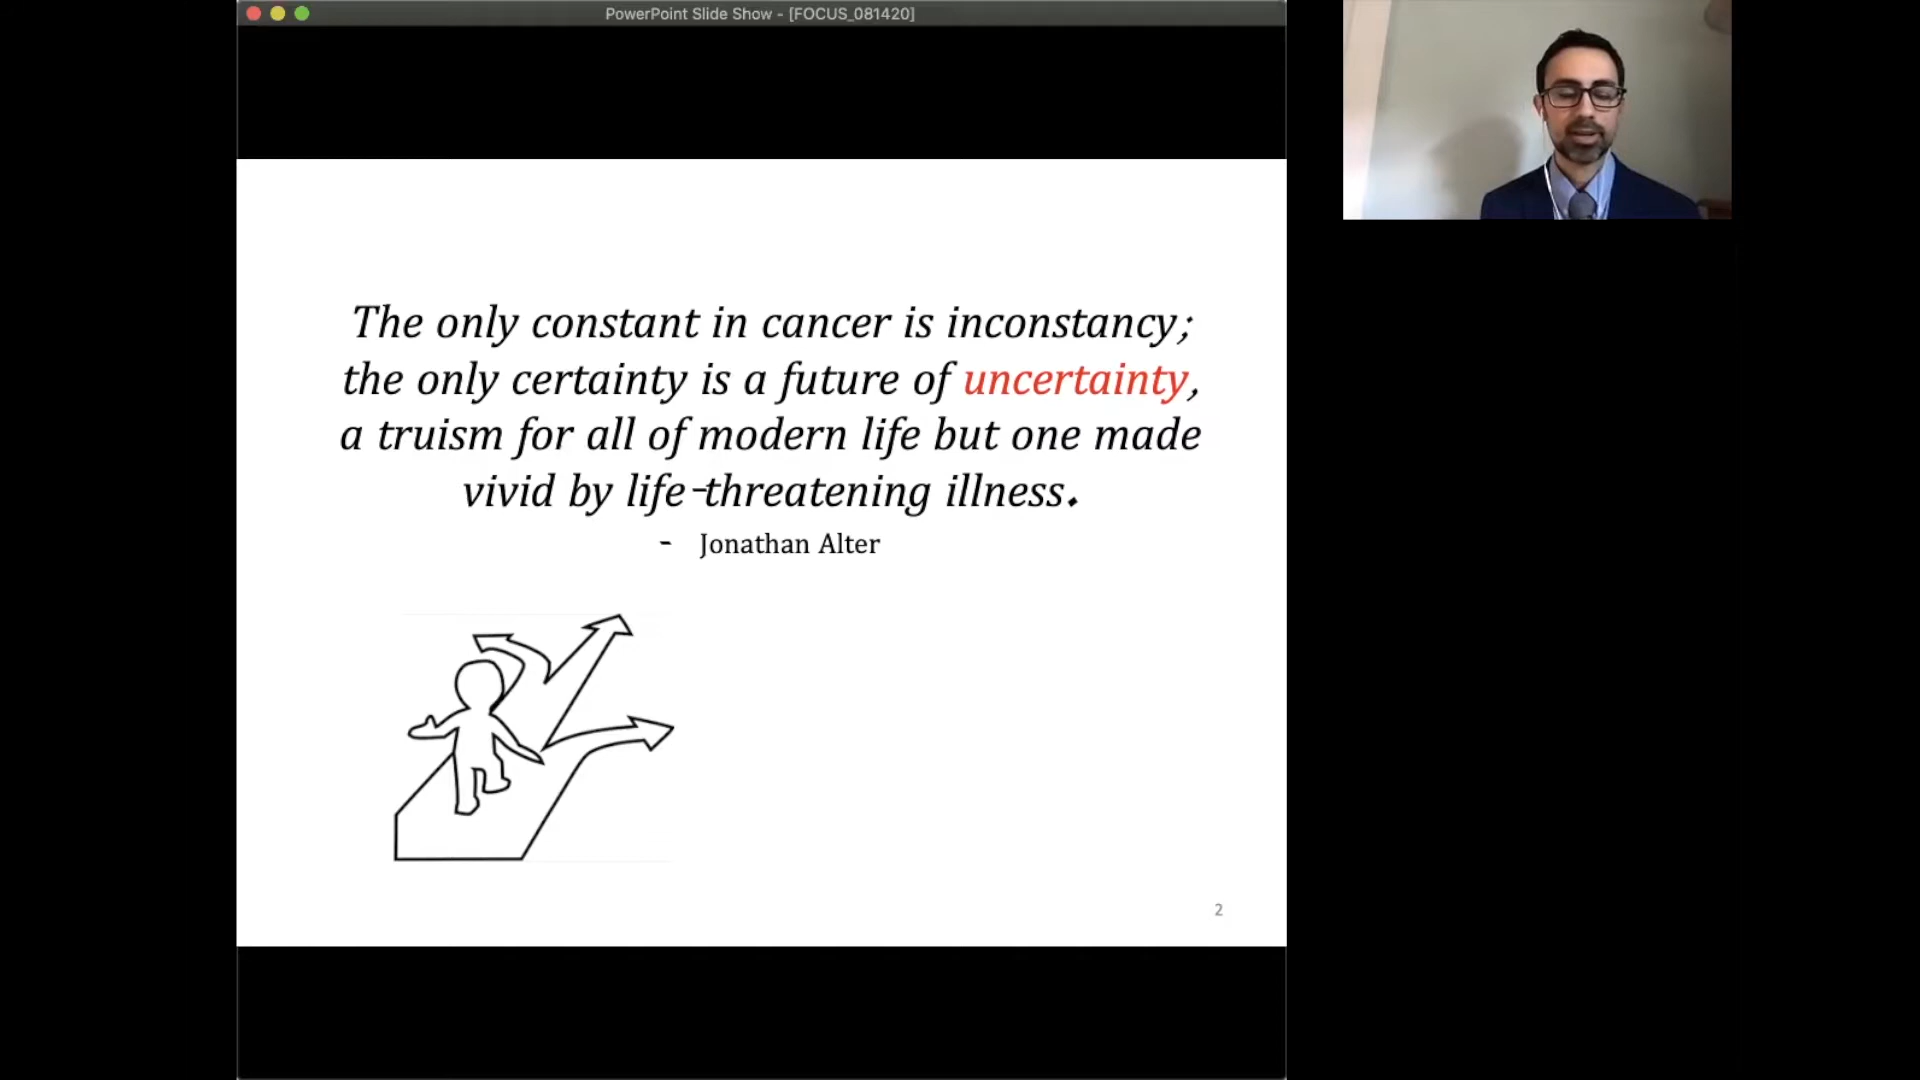 PowerPoint Slide Show - [FOCUS_081420]
The only constant in cancer is inconstancy;
the only certainty is a future of uncertainty,
a truism for all of modern life but one made
vivid by life-threatening illness.
- Jonathan Alter
2